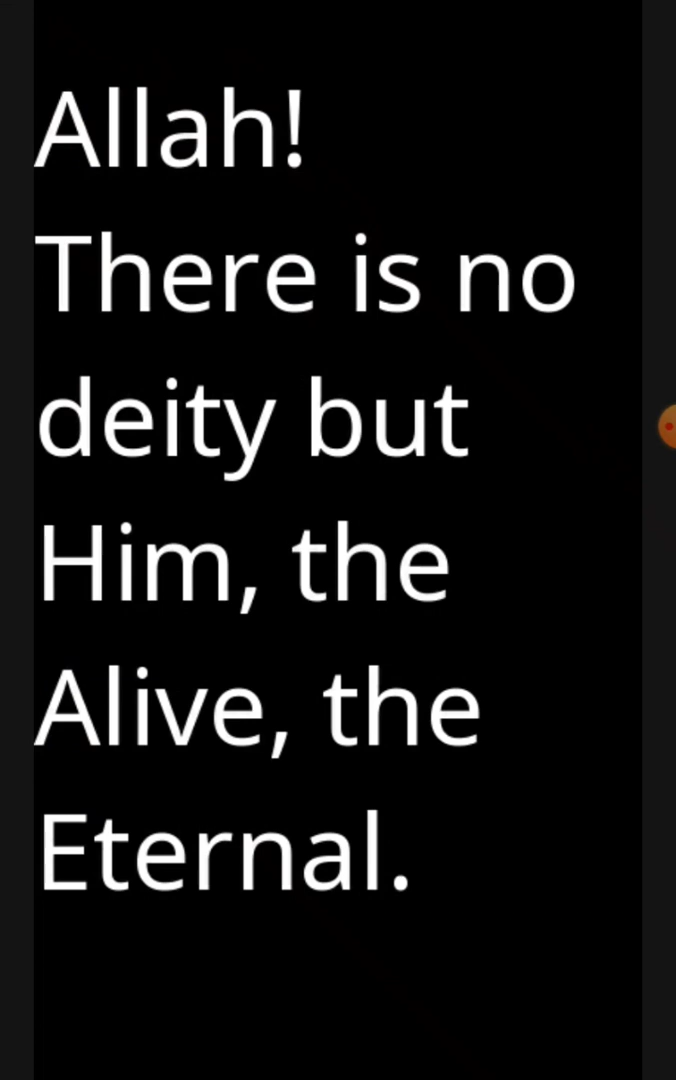 Allah!
There is no
deity but
Him, the
Alive, the
Eternal.